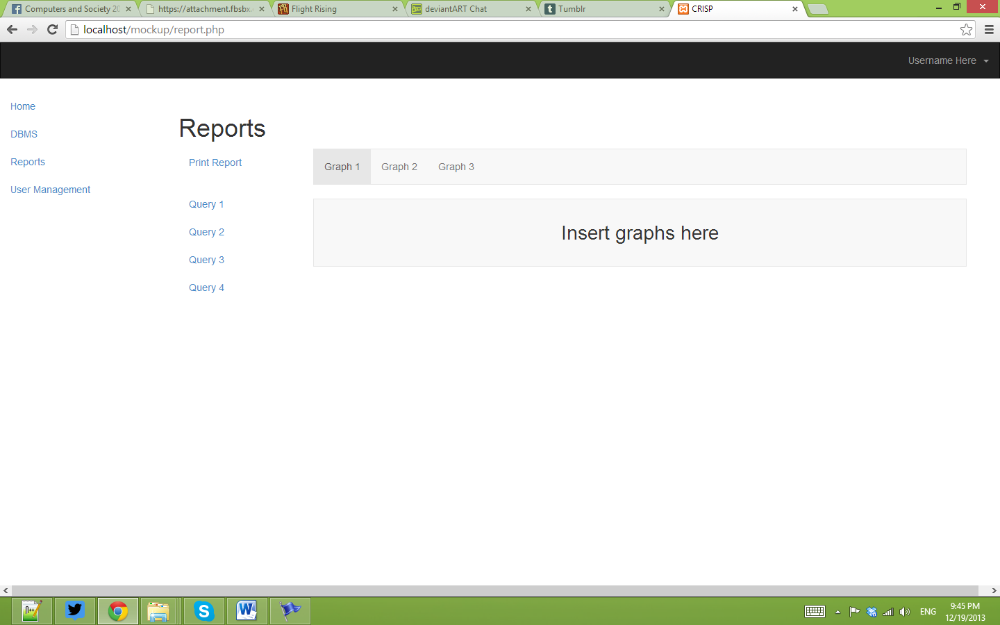 Computers and Society 20
https://attachment.fbsbx.
Flight Rising
deviantART Chat
Tumblr
CRISP
localhost/mockup/report.php
Username Here
Home
DBMS
Reports
User Management
Reports
Print Report
Query 1
Query 2
Query 3
Query 4
Graph 1 Graph 2 Graph 3
Insert graphs here
ENG
9:45 PM
12/19/2013